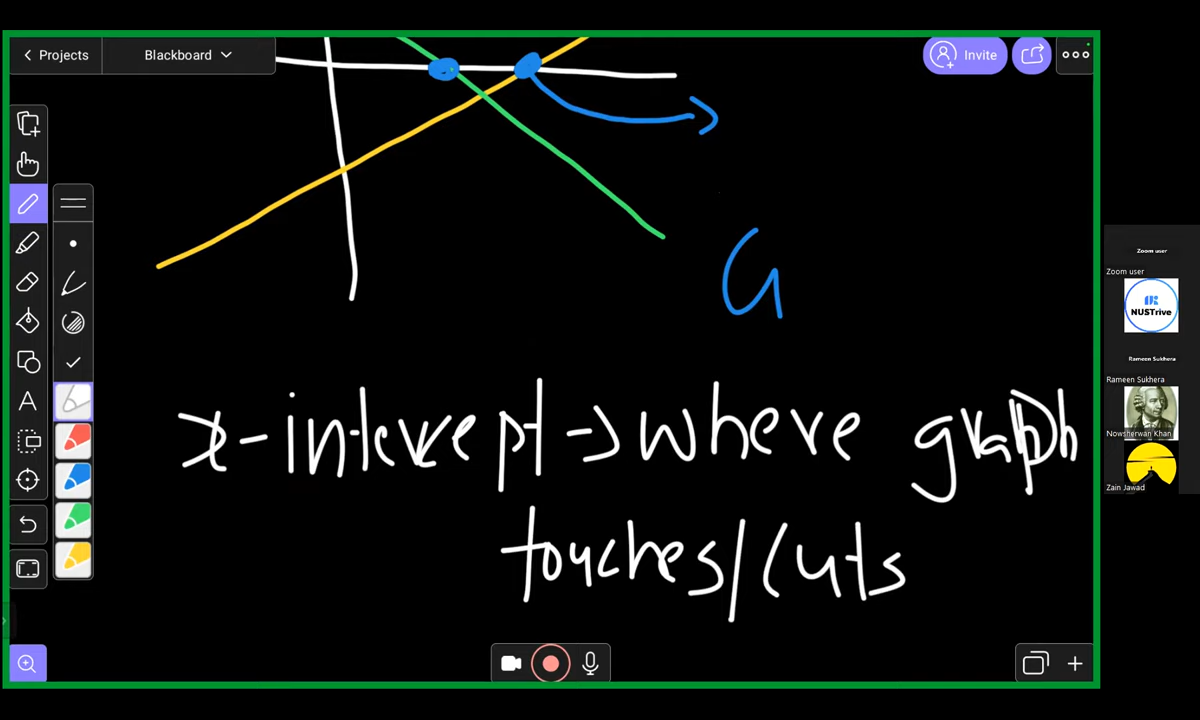 Projects
Blackboard
Invite
Zoom user
Zoom user
NUSTrive
Rameen Sukhera
Rameen Sukhera
Nowsherwan Khan
Zain Jawad
A
G
x-intercept → where graph
touches/cuts